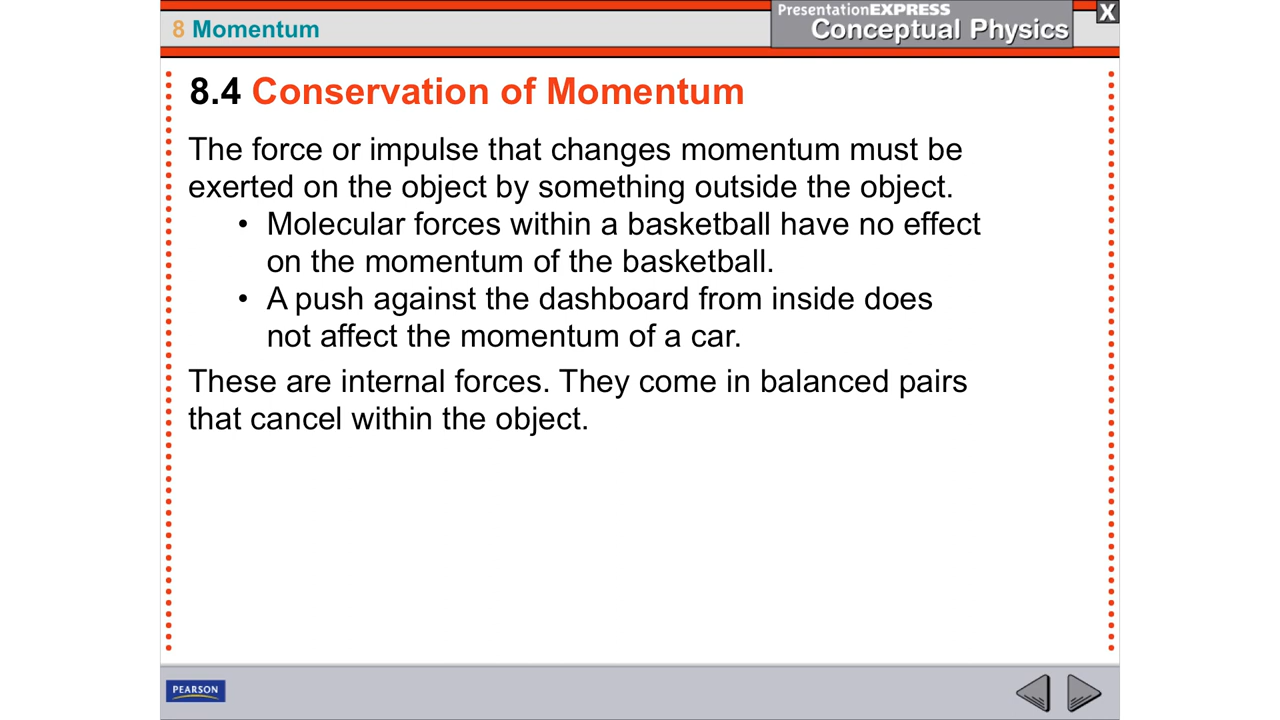 8 Momentum
PresentationEXPRESS
Conceptual Physics
X
8.4 Conservation of Momentum
The force or impulse that changes momentum must be
exerted on the object by something outside the object.
• Molecular forces within a basketball have no effect
on the momentum of the basketball.
• A push against the dashboard from inside does
not affect the momentum of a car.
These are internal forces. They come in balanced pairs
that cancel within the object.
PEARSON